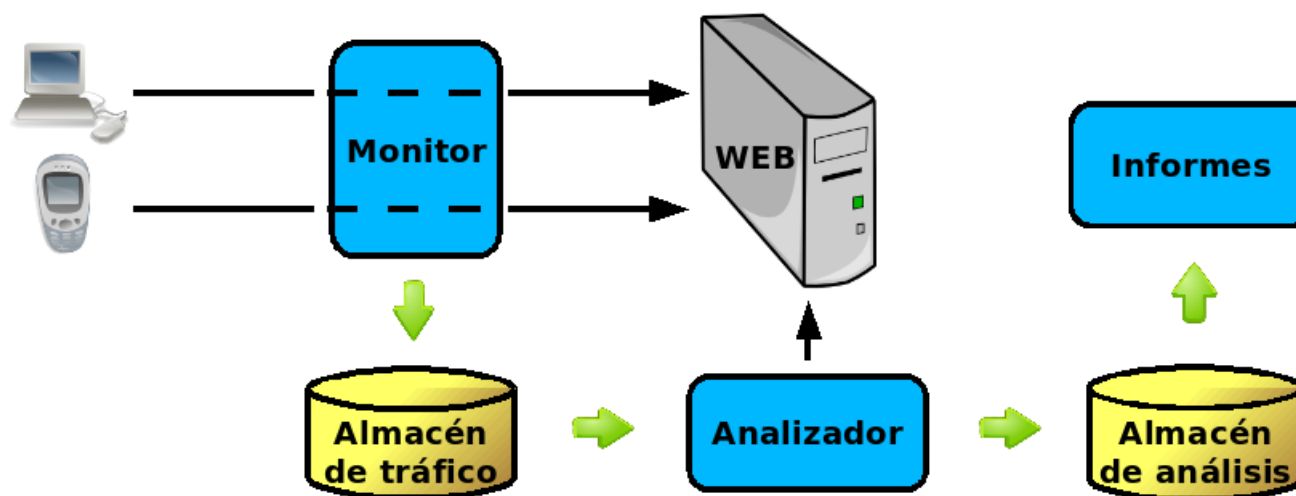 Monitor
WEB
Informes
Almacén
de tráfico
Analizador
Almacén
de análisis